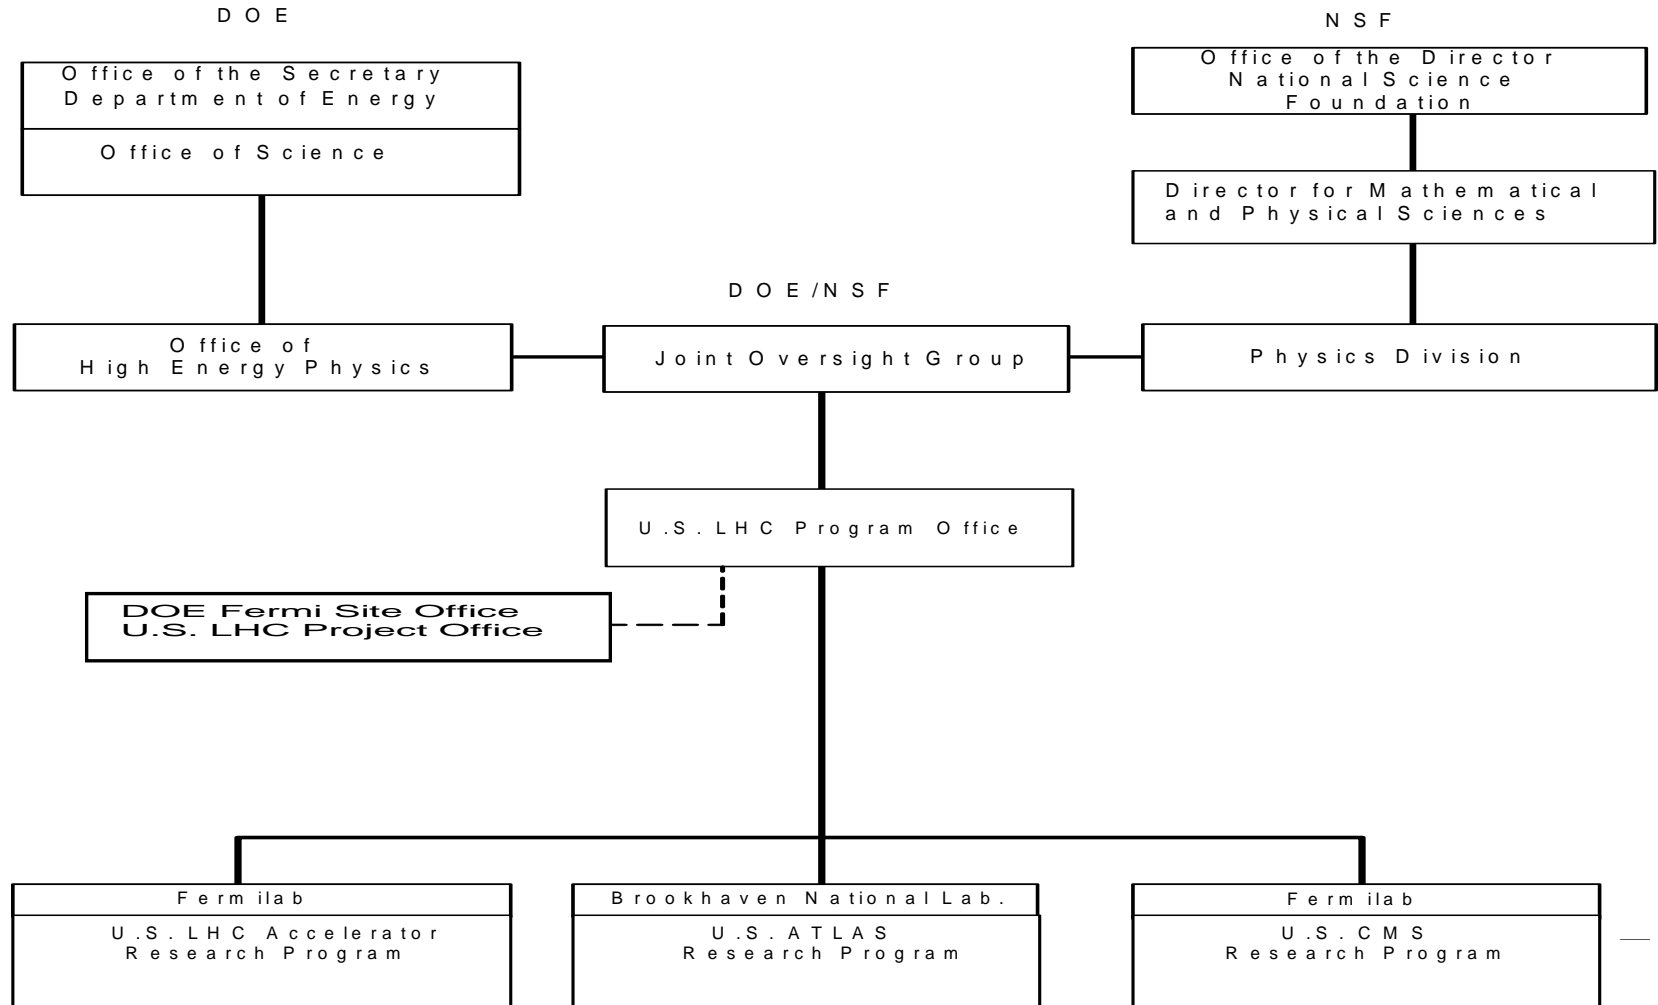 DOE
NSF
Office of the Secretary
Department of Energy
Office of Science
Office of the Director
National Science
Foundation
Director for Mathematical
and Physical Sciences
DOE/NSF
Office of
High Energy Physics
Joint Oversight Group
Physics Division
U.S. LHC Program Office
DOE Fermi Site Office
U.S. LHC Project Office
Fermilab
U.S. LHC Accelerator
Research Program
Brookhaven National Lab.
U.S. ATLAS
Research Program
Fermilab
U.S. CMS
Research Program